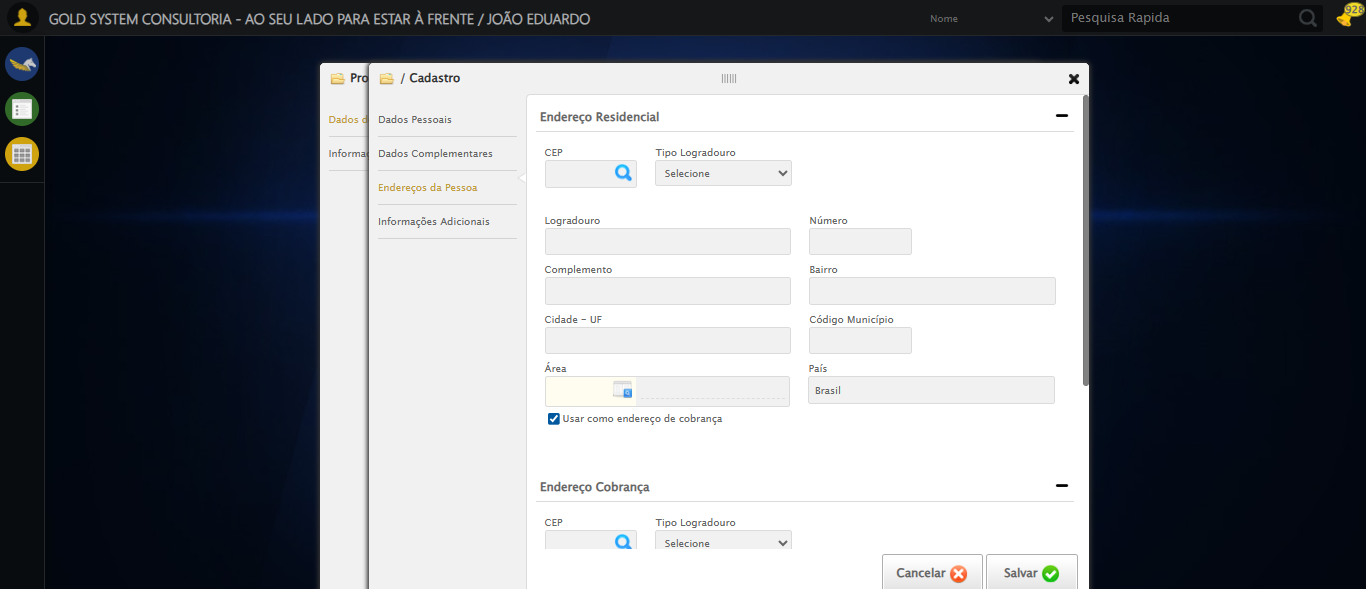 GOLD SYSTEM CONSULTORIA - AO SEU LADO PARA ESTAR À FRENTE / JOÃO EDUARDO
Nome
Pesquisa Rapida
928
Pro
/ Cadastro
Dados d
Informaç
Dados Pessoais
Dados Complementares
Endereços da Pessoa
Informações Adicionais
Endereço Residencial
CEP Tipo Logradouro
Selecione
Logradouro Número
Complemento Bairro
Cidade - UF Código Município
Área País
Brasil
Usar como endereço de cobrança
Endereço Cobrança
CEP Tipo Logradouro
Selecione
Cancelar Salvar